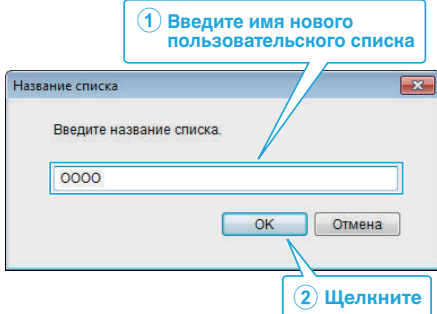 ① Введите имя нового
пользовательского списка
Название списка
Введите название списка.
OOOO
OK
Отмена
② Щелкните